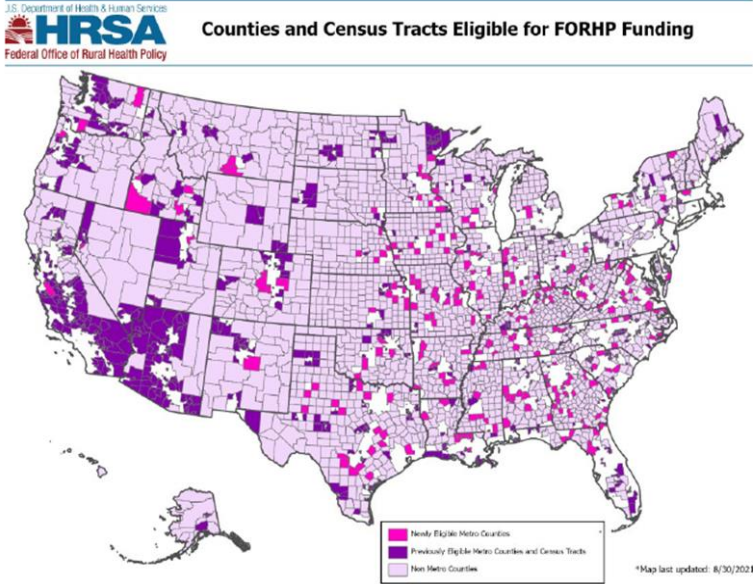 U.S. Department of Health & Human Services
HRSA
Federal Office of Rural Health Policy
Counties and Census Tracts Eligible for FORHP Funding
Newly Eligible Metro Counties
Previously Eligible Metro Counties and Census Tracts
Non Metro Counties
*Map last updated: 8/30/2021